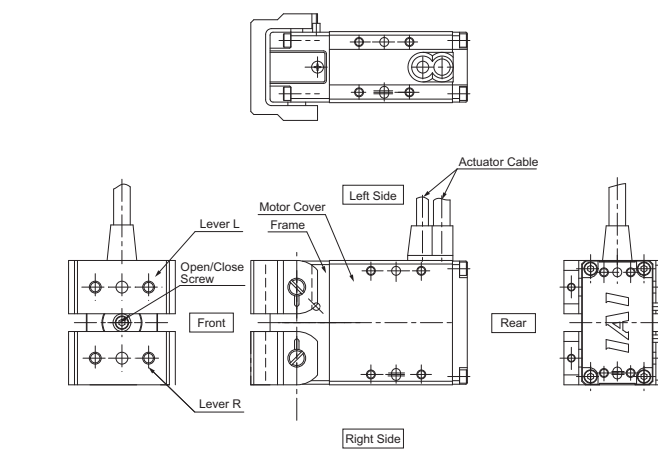 Actuator Cable
Left Side
Motor Cover
Frame
Lever L
Open/Close
Screw
Front
Rear
IAI
Lever R
Right Side